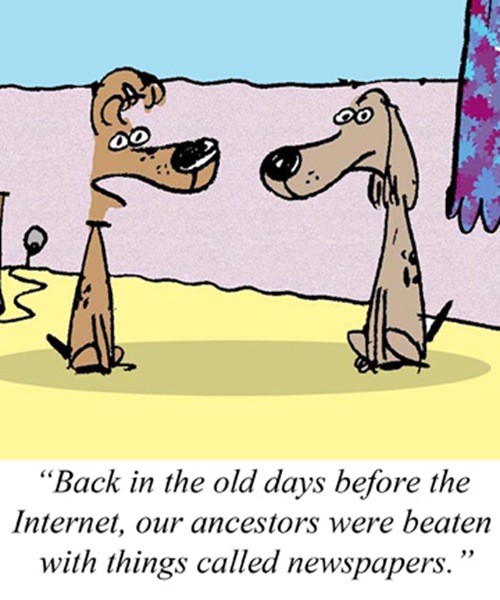 “Back in the old days before the
Internet, our ancestors were beaten
with things called newspapers.”